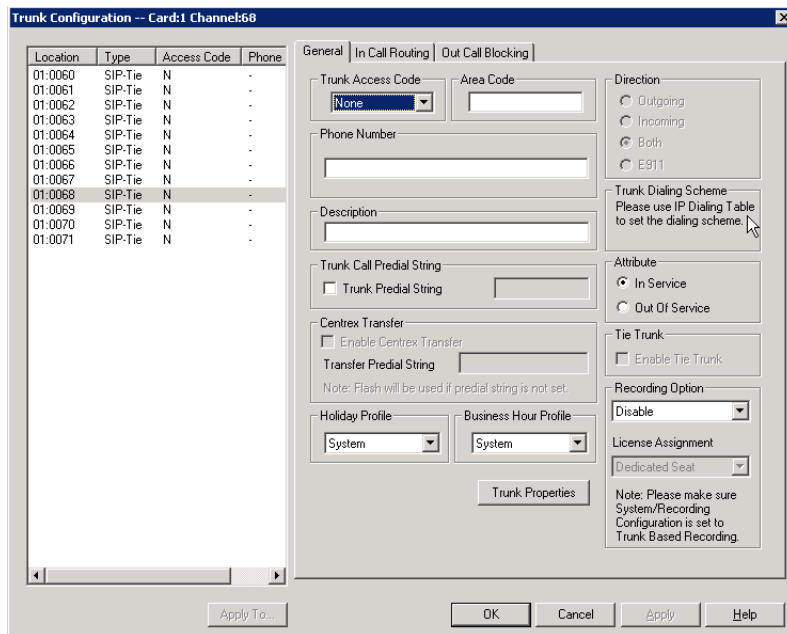 Trunk Configuration -- Card:1 Channel:68
Location Type Access Code Phone
01:0060 SIP-Tie N -
01:0061 SIP-Tie N -
01:0062 SIP-Tie N -
01:0063 SIP-Tie N -
01:0064 SIP-Tie N -
01:0065 SIP-Tie N -
01:0066 SIP-Tie N -
01:0067 SIP-Tie N -
01:0068 SIP-Tie N -
01:0069 SIP-Tie N -
01:0070 SIP-Tie N -
01:0071 SIP-Tie N -
General In Call Routing Out Call Blocking
Trunk Access Code
None
Area Code
Phone Number
Description
Trunk Call Predial String
Trunk Predial String
Centrex Transfer
Enable Centrex Transfer
Transfer Predial String
Note: Flash will be used if predial string is not set.
Holiday Profile
System
Business Hour Profile
System
Trunk Properties
Direction
Outgoing
Incoming
Both
E911
Trunk Dialing Scheme
Please use IP Dialing Table
to set the dialing scheme.
Attribute
In Service
Out Of Service
Tie Trunk
Enable Tie Trunk
Recording Option
Disable
License Assignment
Dedicated Seat
Note: Please make sure
System/Recording
Configuration is set to
Trunk Based Recording.
Apply To...
OK Cancel Apply Help